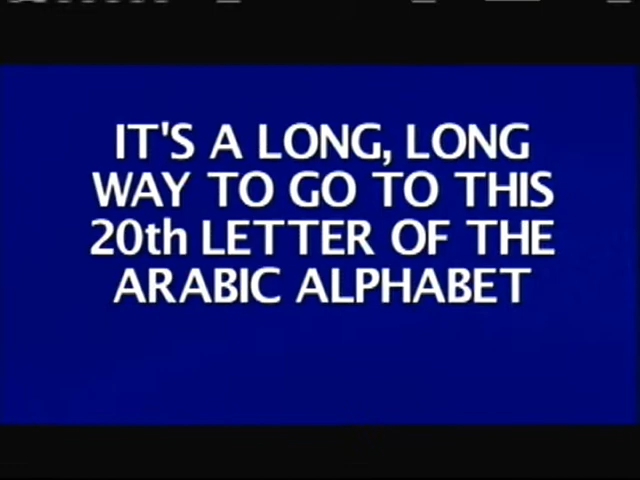 IT'S A LONG, LONG
WAY TO GO TO THIS
20th LETTER OF THE
ARABIC ALPHABET